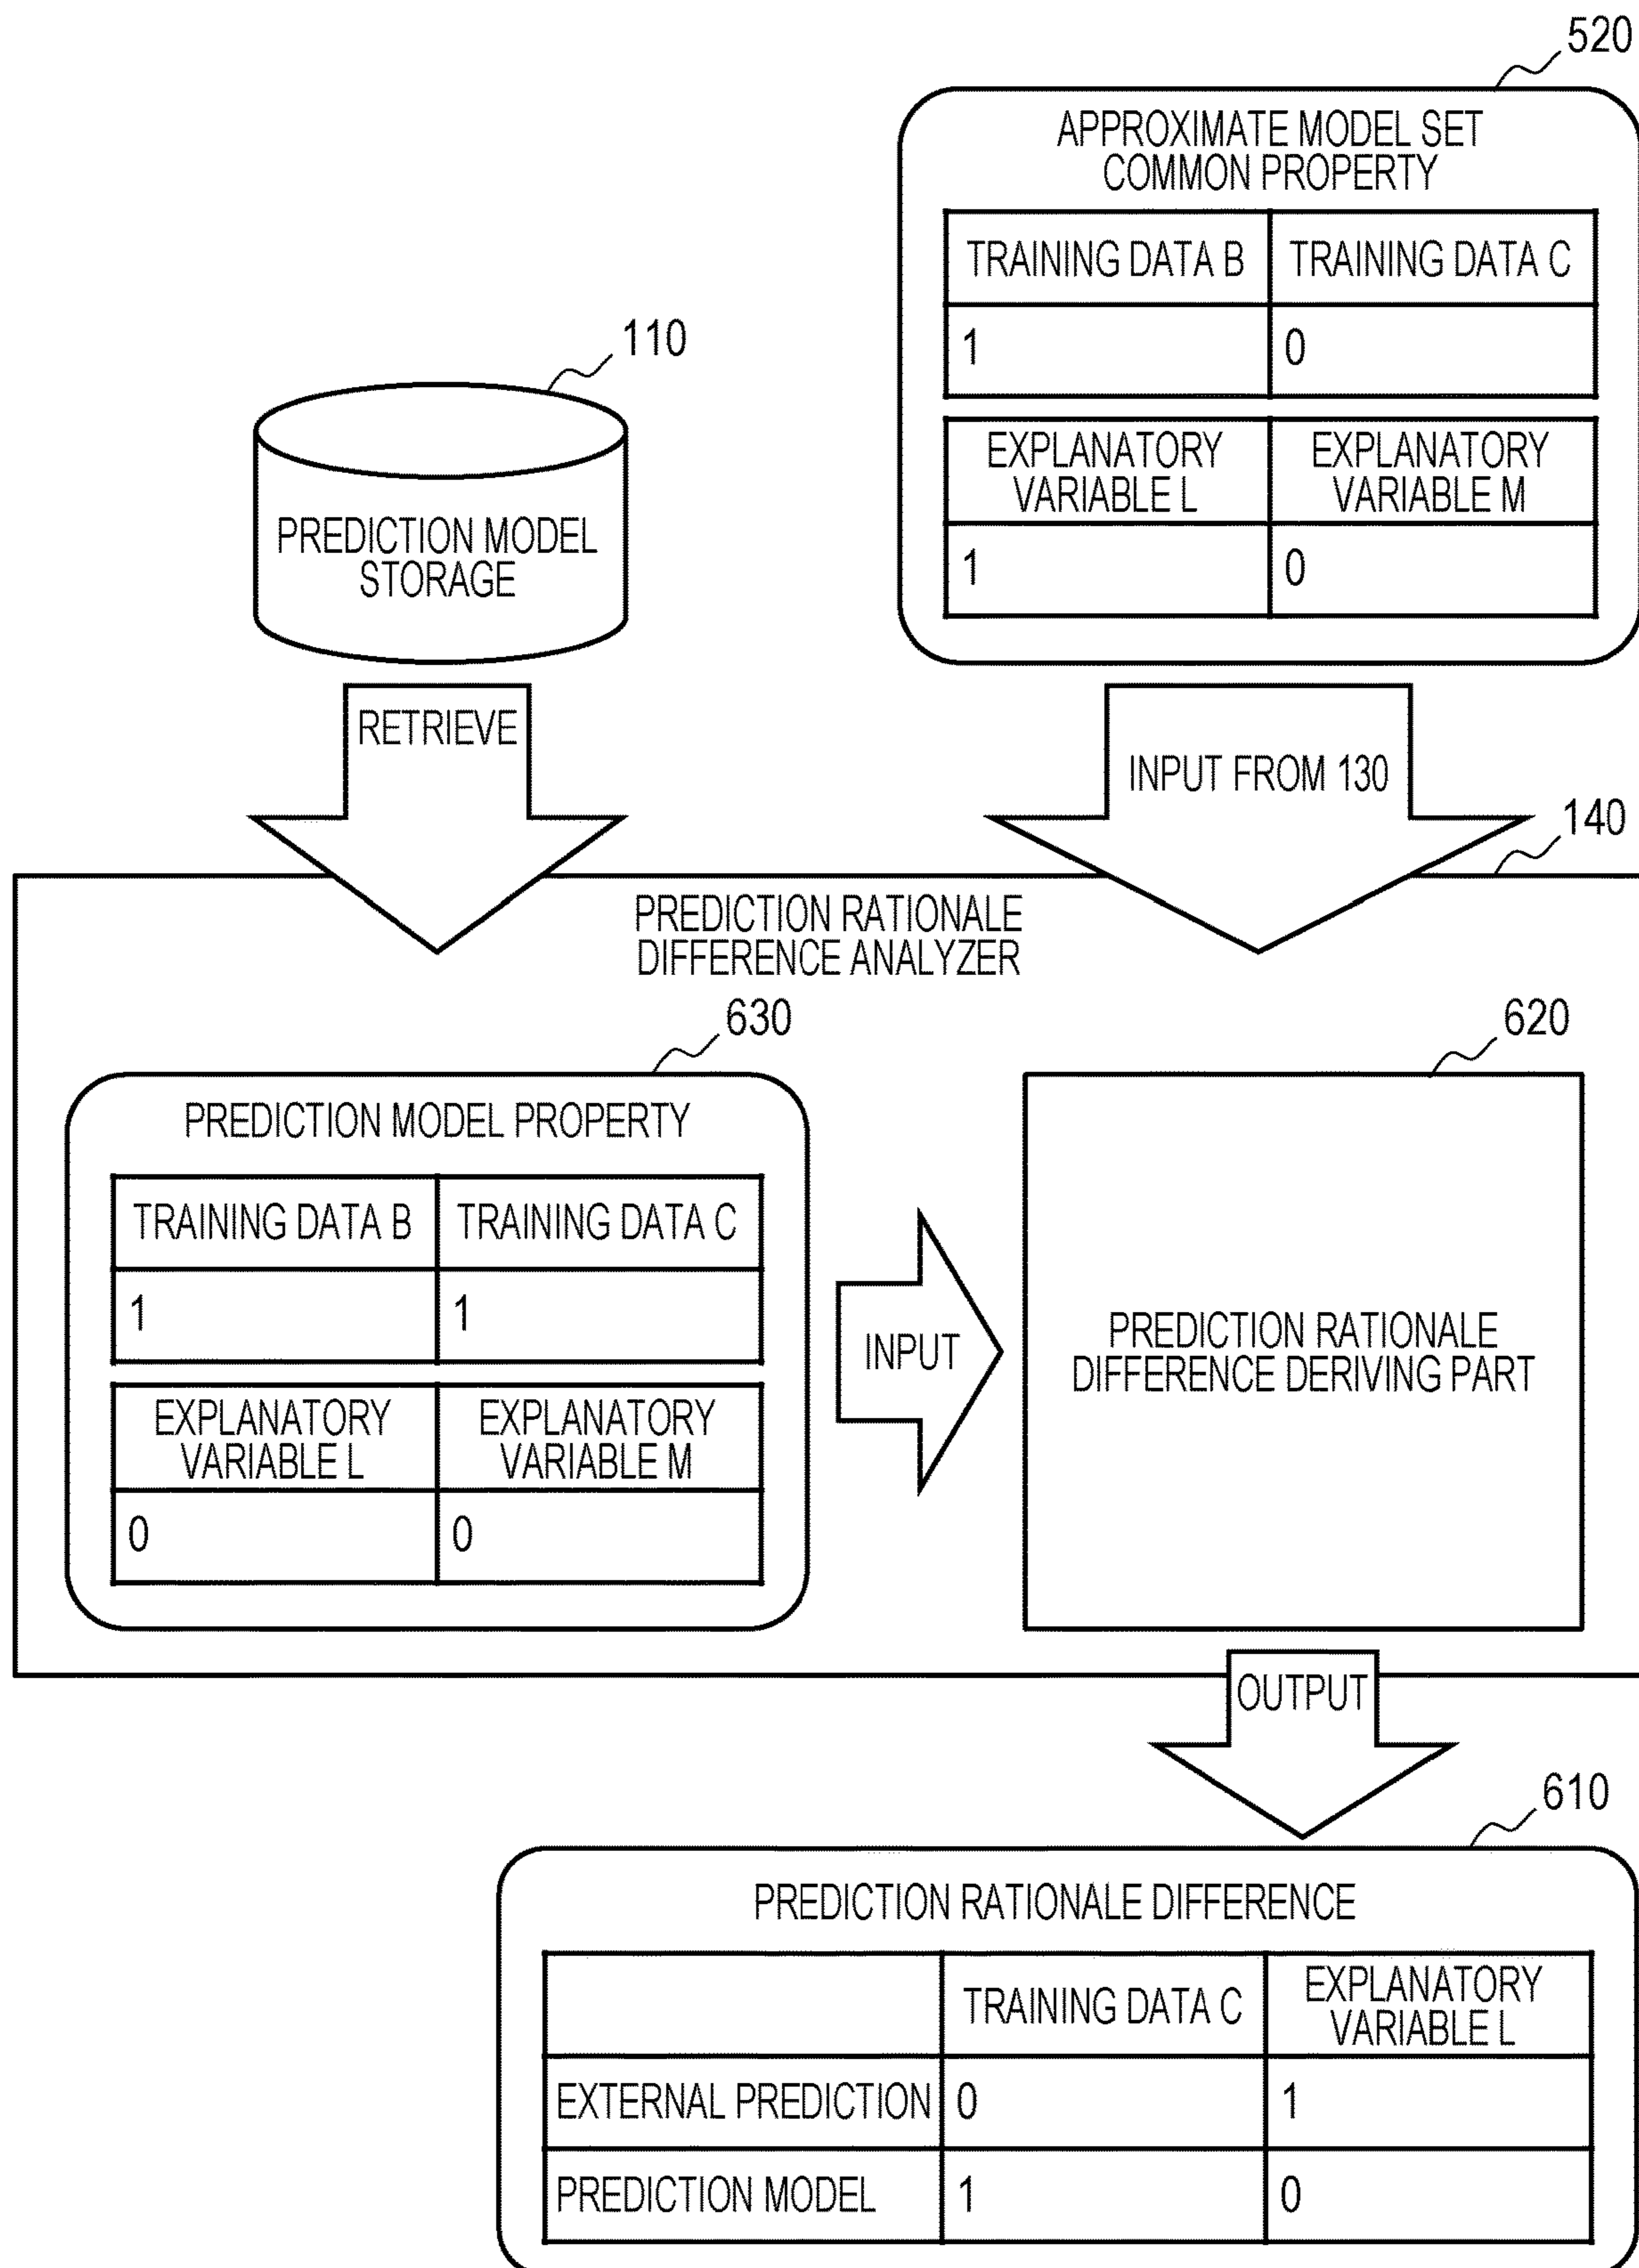 520
APPROXIMATE MODEL SET
COMMON PROPERTY
TRAINING DATA B
TRAINING DATA C
1
0
EXPLANATORY
VARIABLE L
EXPLANATORY
VARIABLE M
1
0
110
PREDICTION MODEL
STORAGE
RETRIEVE
INPUT FROM 130
140
PREDICTION RATIONALE
DIFFERENCE ANALYZER
630
PREDICTION MODEL PROPERTY
TRAINING DATA B
TRAINING DATA C
1
1
EXPLANATORY
VARIABLE L
EXPLANATORY
VARIABLE M
0
0
INPUT
620
PREDICTION RATIONALE
DIFFERENCE DERIVING PART
OUTPUT
610
PREDICTION RATIONALE DIFFERENCE
TRAINING DATA C
EXPLANATORY
VARIABLE L
EXTERNAL PREDICTION
0
1
PREDICTION MODEL
1
0